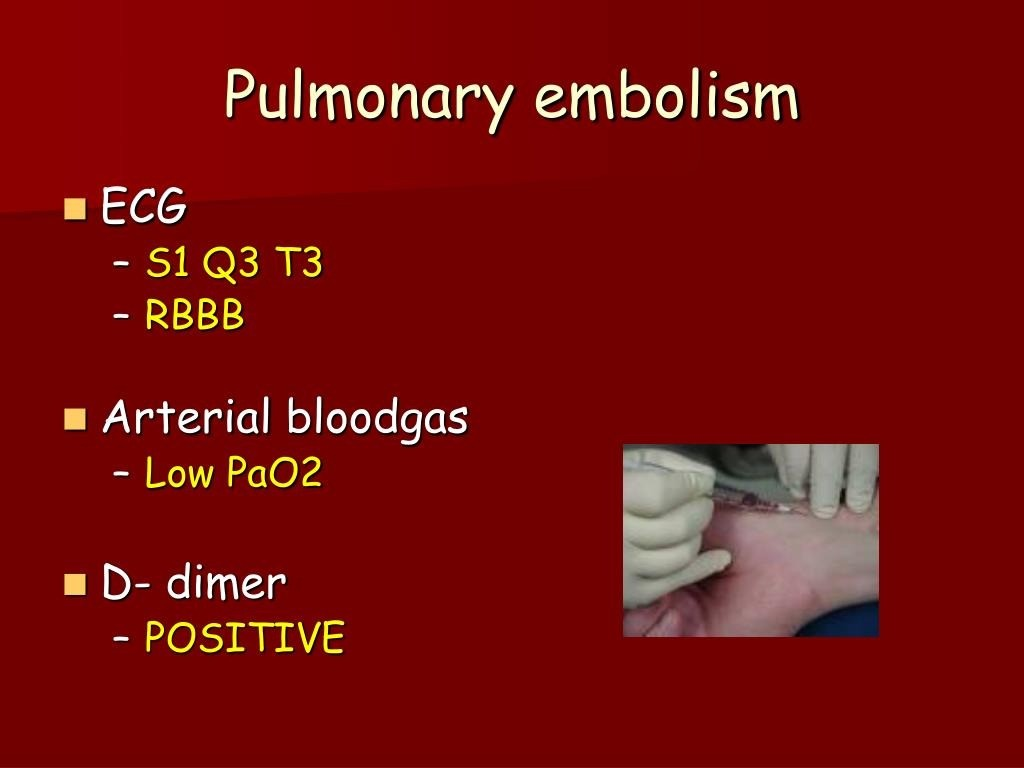 Pulmonary embolism
ECG
– S1 Q3 T3
– RBBB
Arterial bloodgas
– Low PaO2
D- dimer
– POSITIVE